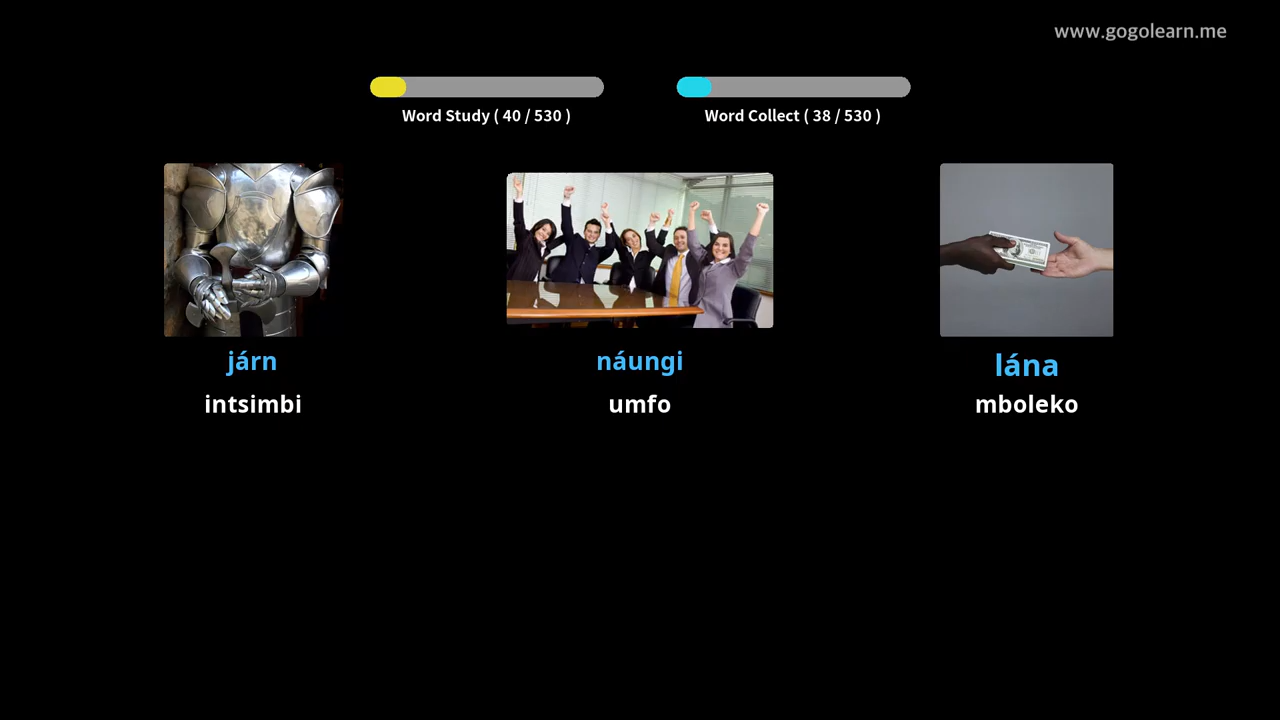 www.gogolearn.me
Word Study ( 40 / 530 )
Word Collect ( 38 / 530 )
járn
náungi
lána
intsimbi
umfo
mboleko